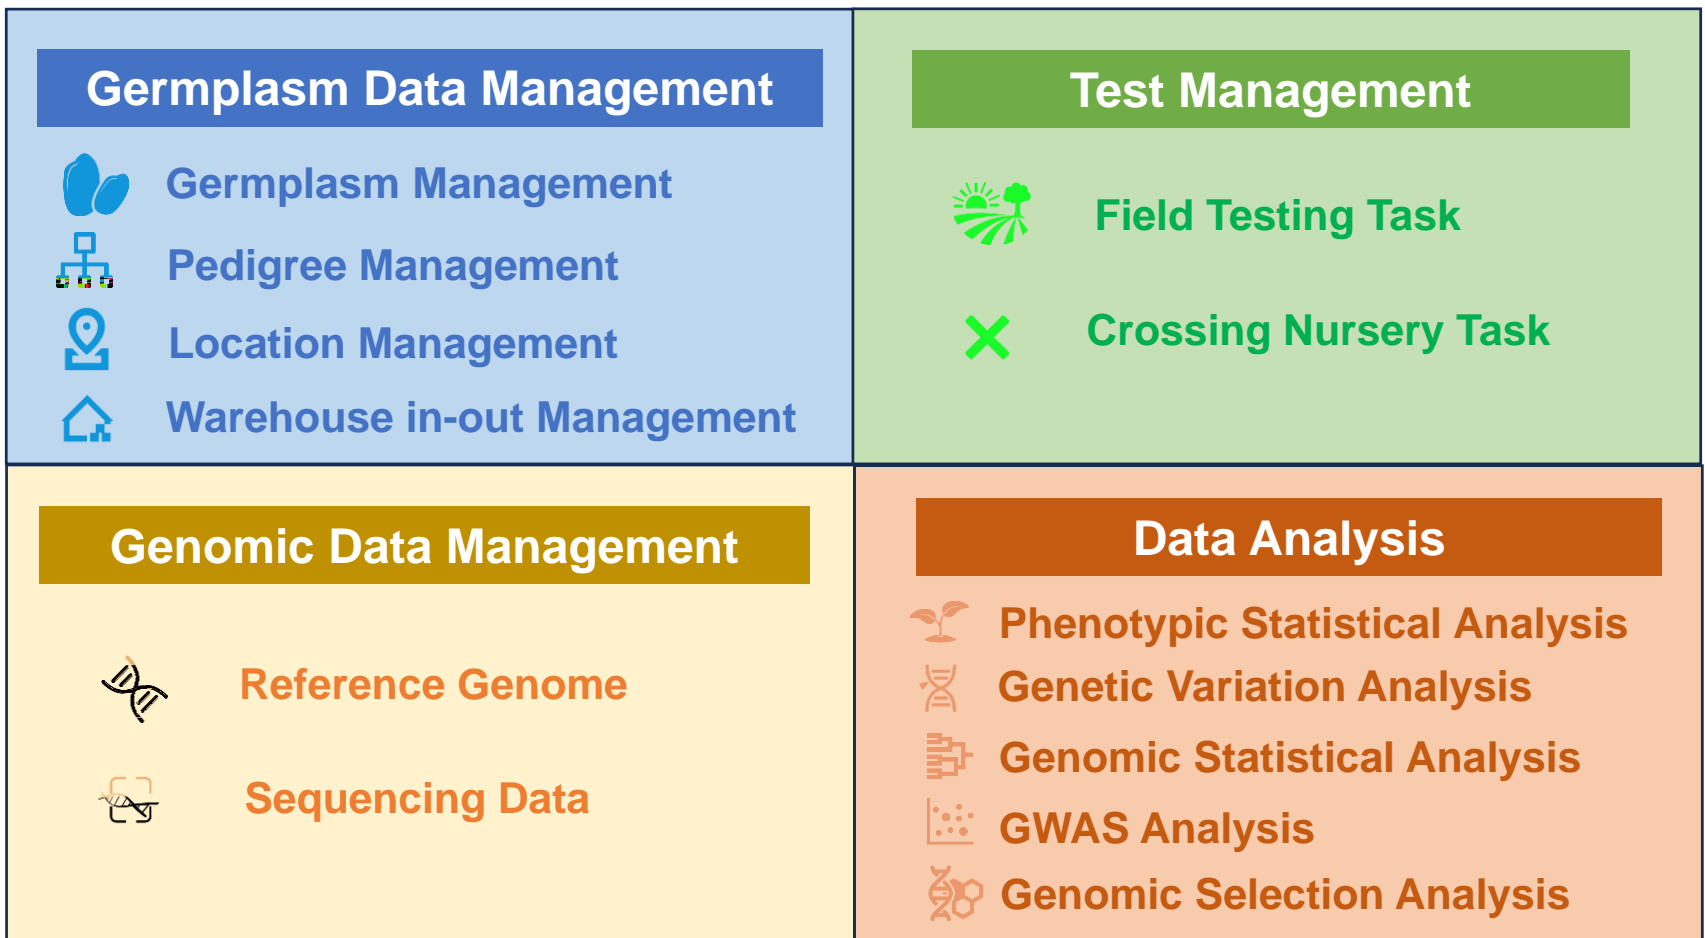 Germplasm Data Management
Germplasm Management
Pedigree Management
Location Management
Warehouse in-out Management
Test Management
Field Testing Task
Crossing Nursery Task
Genomic Data Management
Reference Genome
Sequencing Data
Data Analysis
Phenotypic Statistical Analysis
Genetic Variation Analysis
Genomic Statistical Analysis
GWAS Analysis
Genomic Selection Analysis